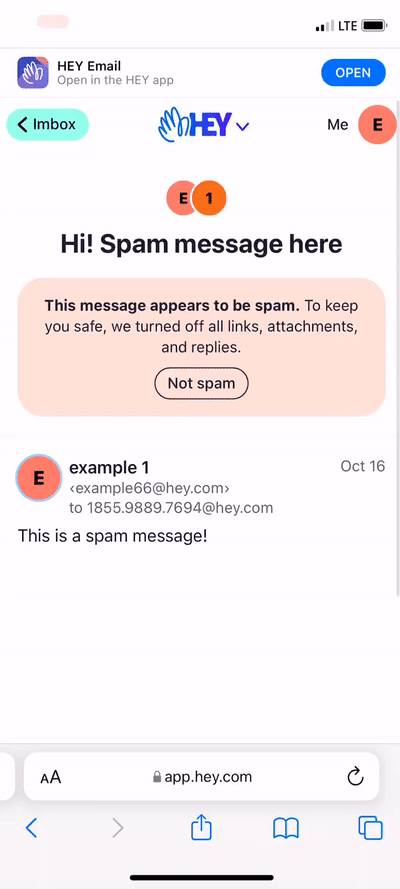 LTE
HEY Email
Open in the HEY app
OPEN
Imbox
HEY
Me
E
E
1
Hi! Spam message here
This message appears to be spam. To keep
you safe, we turned off all links, attachments,
and replies.
Not spam
E
example 1
Oct 16
‹example66@hey.com›
to 1855.9889.7694@hey.com
This is a spam message!
AA
app.hey.com